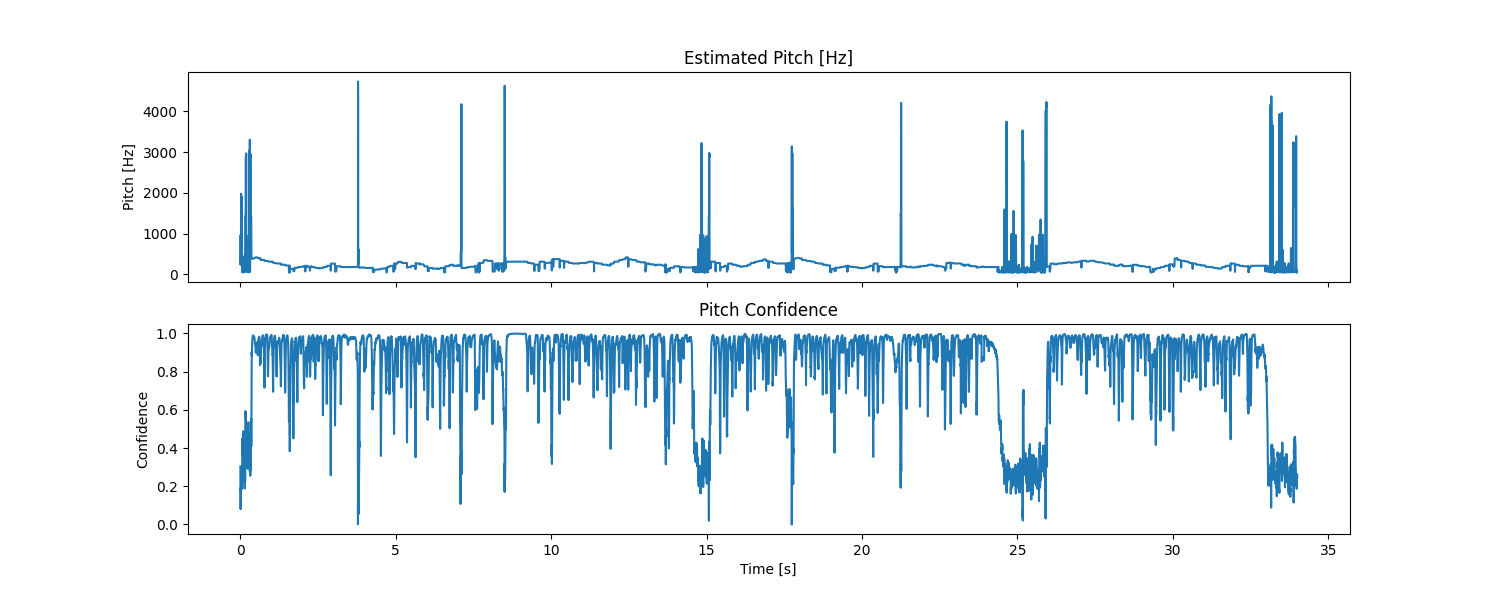 Estimated Pitch [Hz]
Pitch [Hz]
4000
3000
2000
1000
0
Pitch Confidence
Confidence
1.0
0.8
0.6
0.4
0.2
0.0
0 5 10 15 20 25 30 35
Time [s]